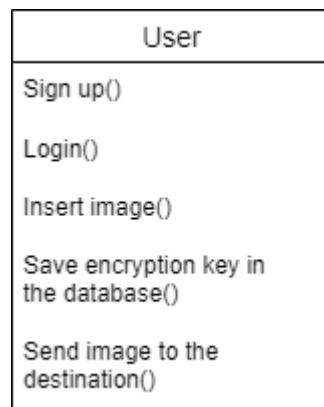 User
Sign up()
Login()
Insert image()
Save encryption key in
the database()
Send image to the
destination()